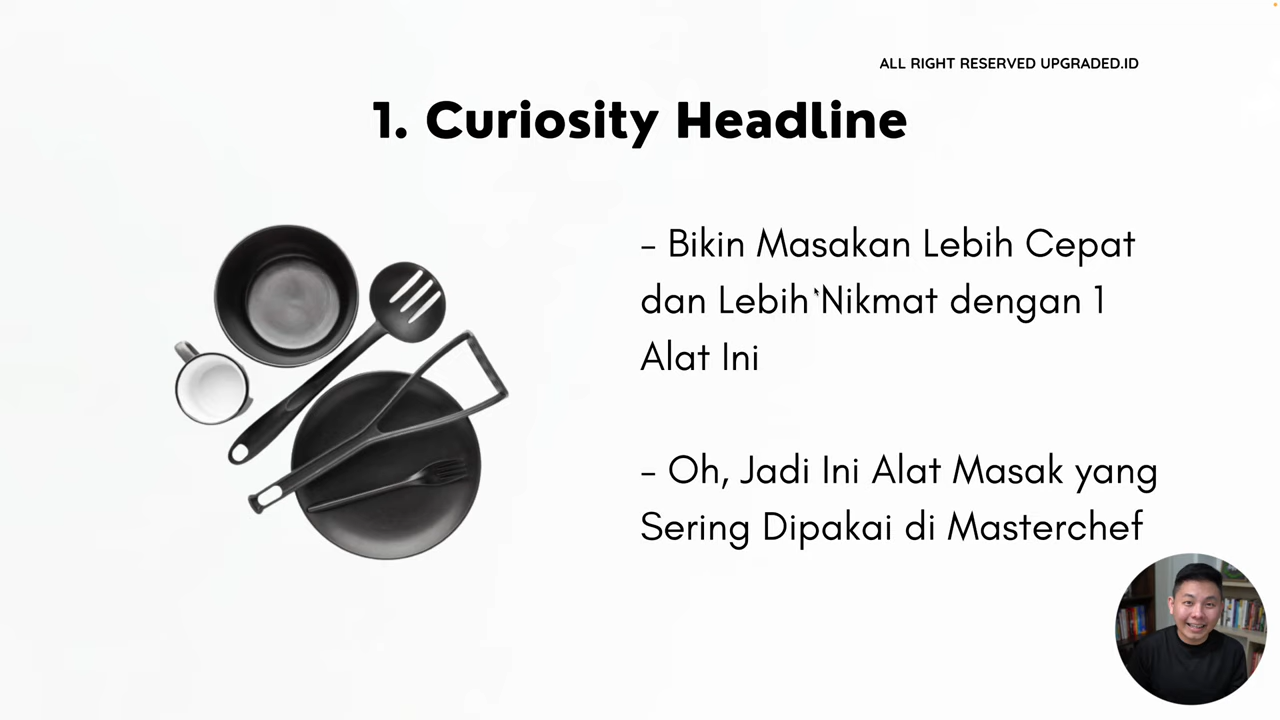 ALL RIGHT RESERVED UPGRADED.ID
1. Curiosity Headline
- Bikin Masakan Lebih Cepat
dan Lebih Nikmat dengan 1
Alat Ini
- Oh, Jadi Ini Alat Masak yang
Sering Dipakai di Masterchef